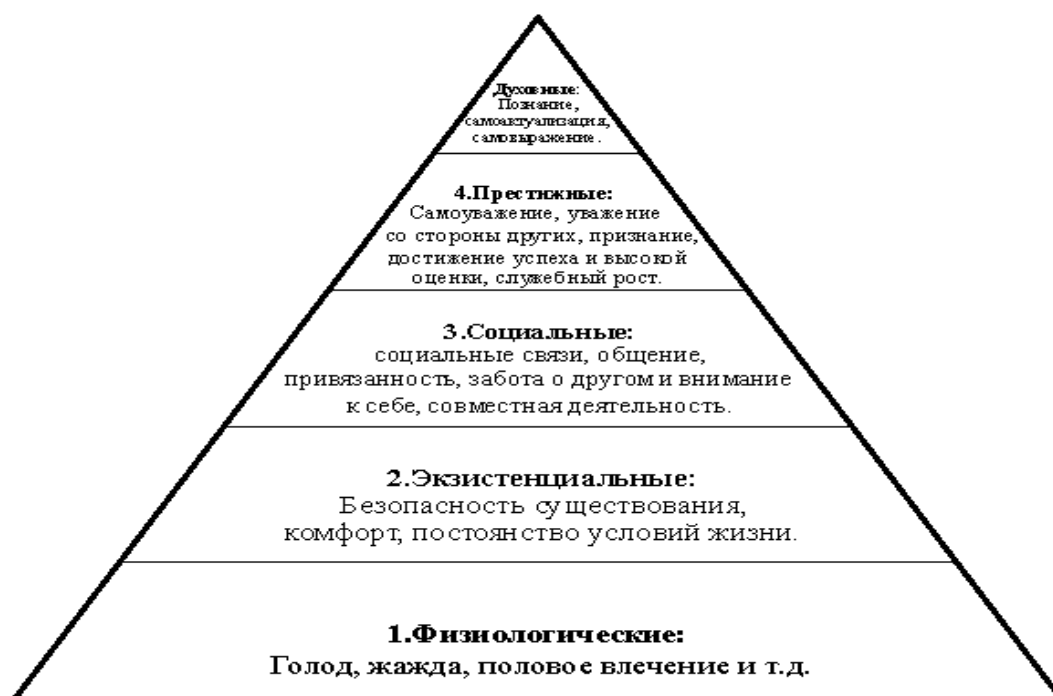 Духовные:
Познание,
самоактуализация,
самовыражение.
4.Престижные:
Самоуважение, уважение
со стороны других, признание,
достижение успеха и высокой
оценки, служебный рост.
3.Социальные:
социальные связи, общение,
привязанность, забота о другом и внимание
к себе, совместная деятельность.
2.Экзистенциальные:
Безопасность существования,
комфорт, постоянство условий жизни.
1.Физиологические:
Голод, жажда, половое влечение и т.д.